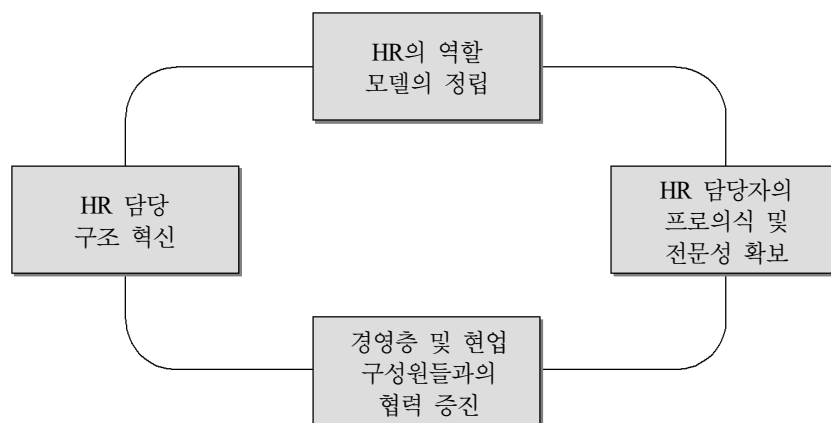 HR의 역할
모델의 정립
HR 담당
구조 혁신
HR 담당자의
프로의식 및
전문성 확보
경영층 및 현업
구성원들과의
협력 증진